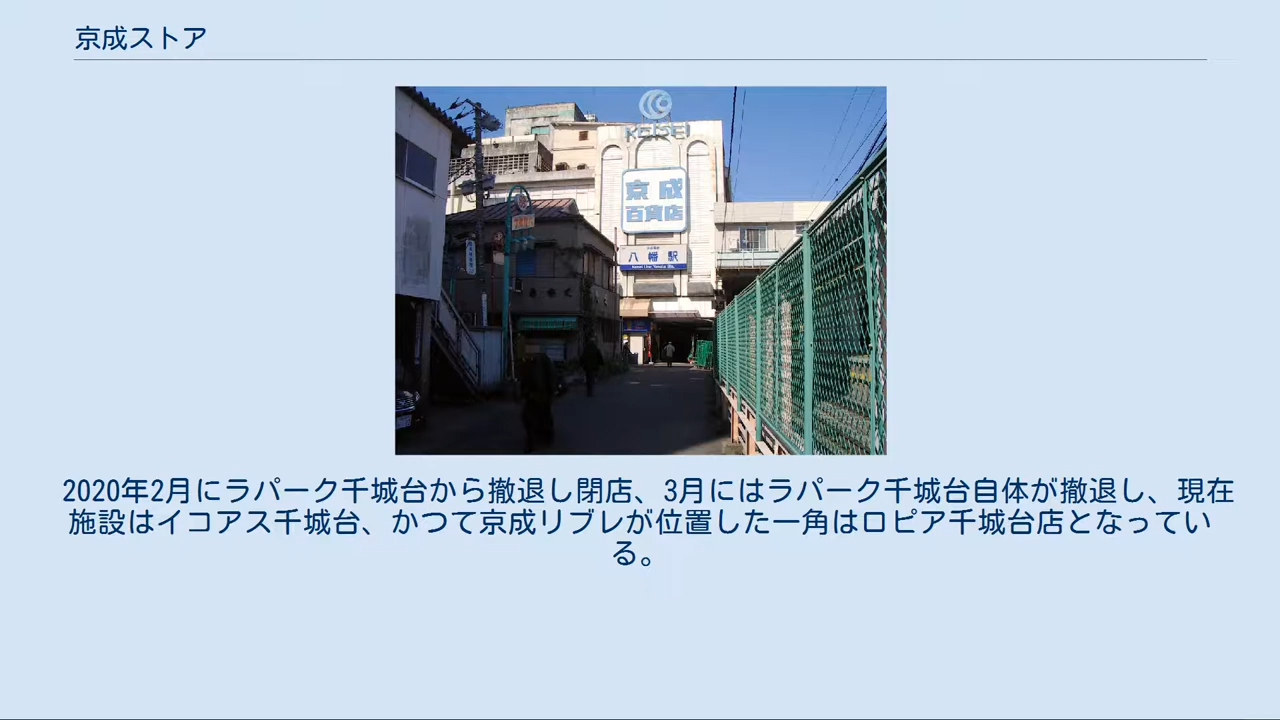 京成ストア
KEISEI
京成
百貨店
八幡駅
2020年2月にラパーク千城台から撤退し閉店、3月にはラパーク千城台自体が撤退し、現在
施設はイコアス千城台、かつて京成リブレが位置した一角はロピア千城台店となってい
る。